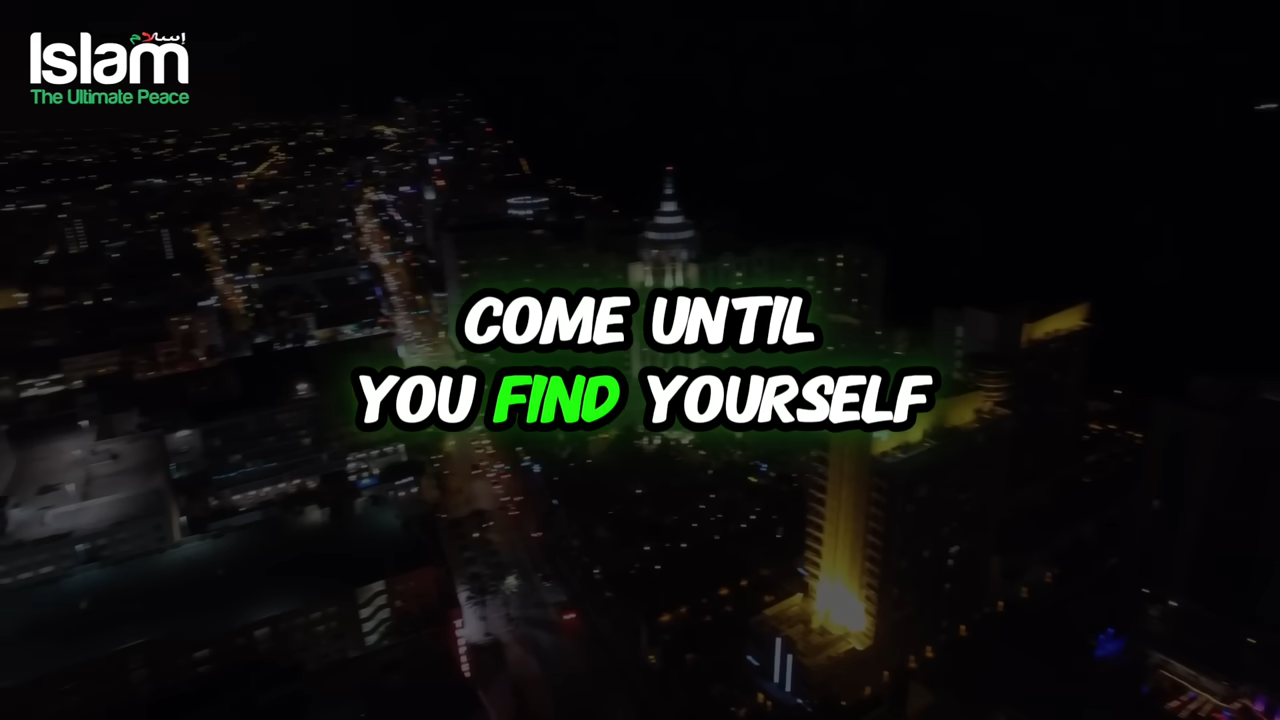 إسلام
Islam
The Ultimate Peace
COME UNTIL
YOU FIND YOURSELF